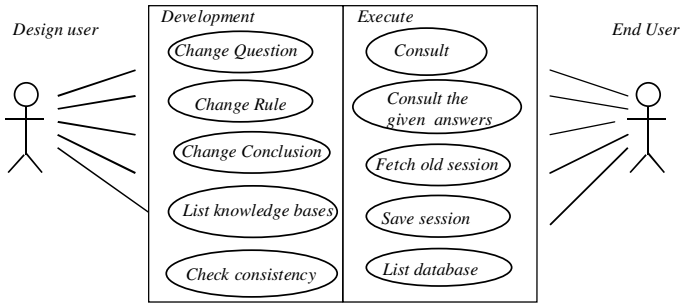 Design user
Development
Change Question
Change Rule
Change Conclusion
List knowledge bases
Check consistency
Execute
Consult
Consult the
given answers
Fetch old session
Save session
List database
End User